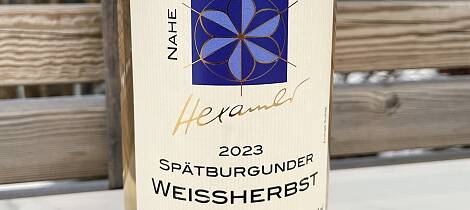 NAHE
Hexamer
2023
SPÄTBURGUNDER
WEISSHERBST